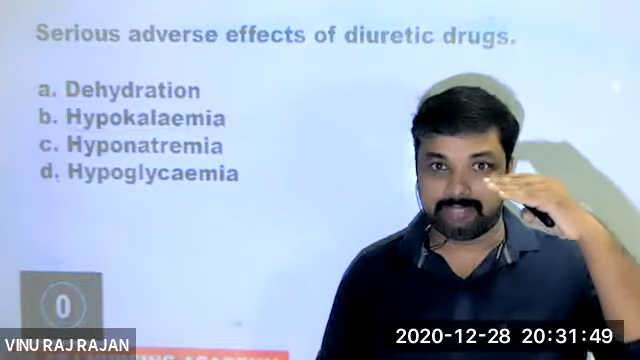 Serious adverse effects of diuretic drugs.
a. Dehydration
b. Hypokalaemia
c. Hyponatremia
d. Hypoglycaemia
0
VINU RAJ RAJAN
2020-12-28 20:31:49